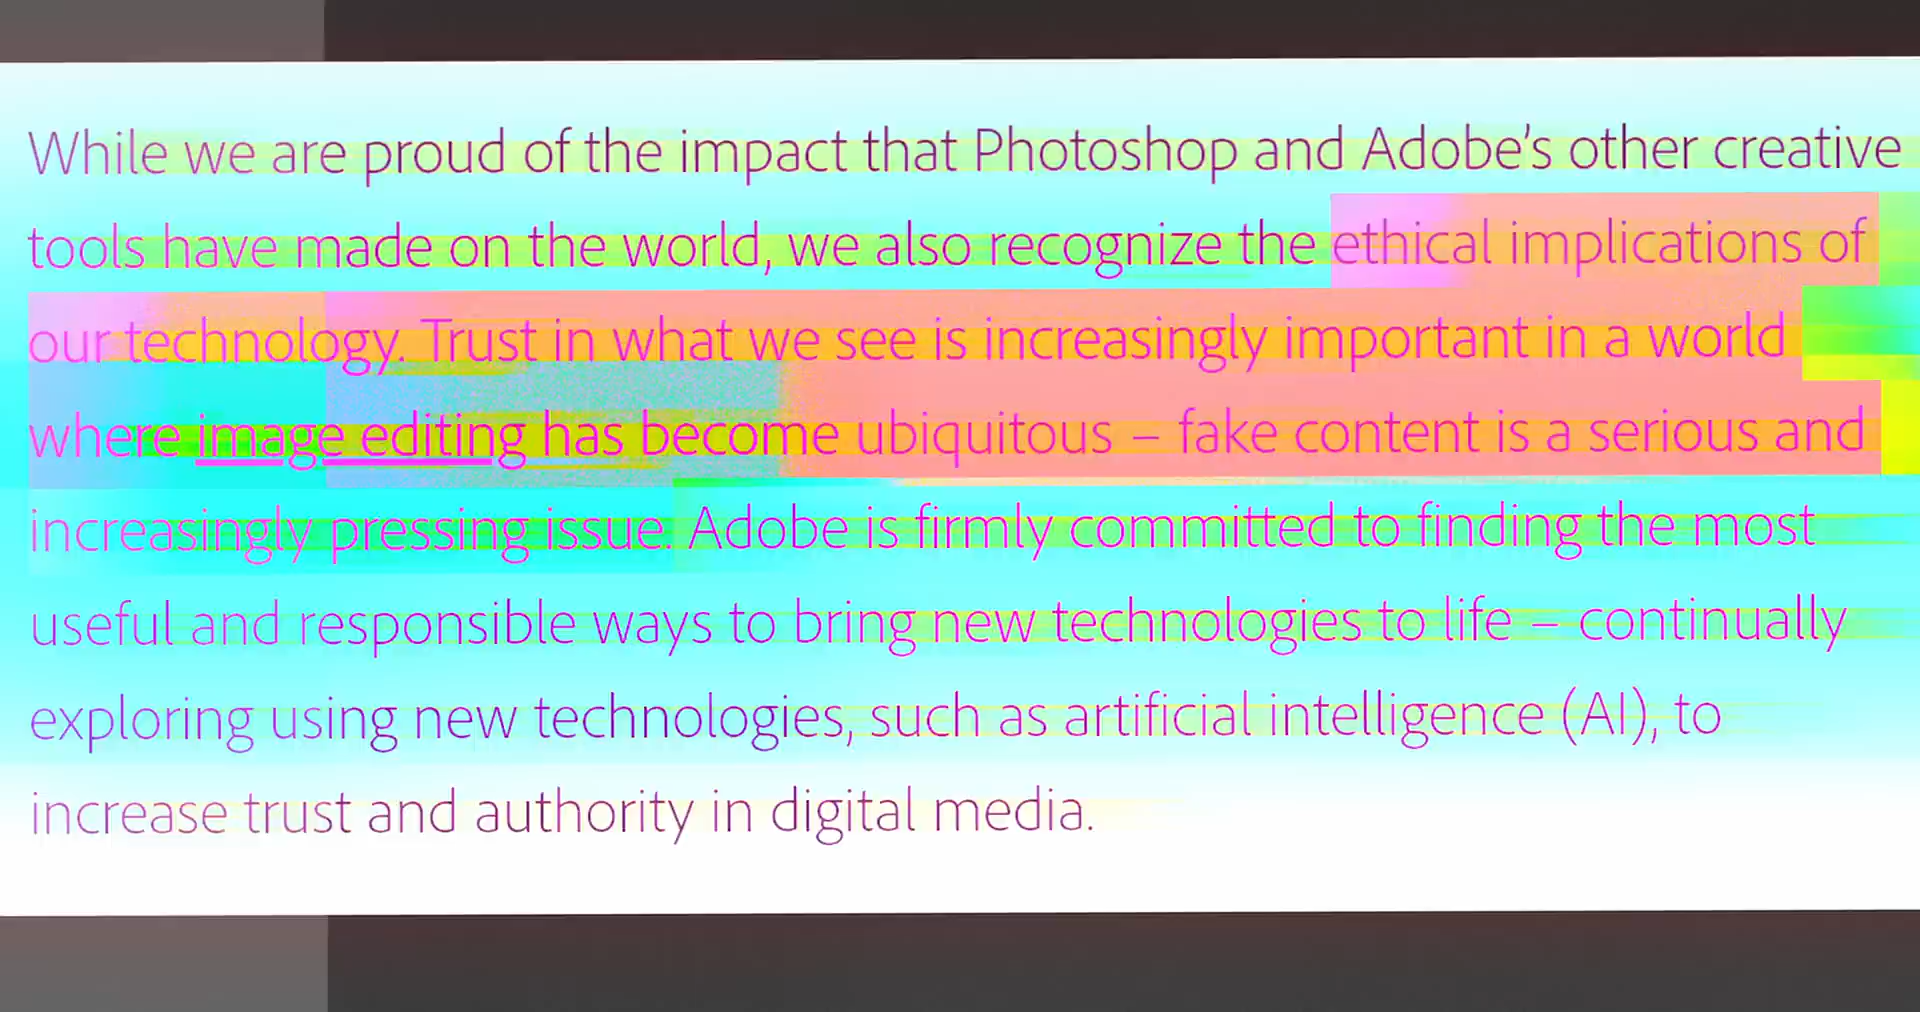 While we are proud of the impact that Photoshop and Adobe’s other creative
tools have made on the world, we also recognize the ethical implications of
our technology. Trust in what we see is increasingly important in a world
where image editing has become ubiquitous – fake content is a serious and
increasingly pressing issue. Adobe is firmly committed to finding the most
useful and responsible ways to bring new technologies to life – continually
exploring using new technologies, such as artificial intelligence (AI), to
increase trust and authority in digital media.